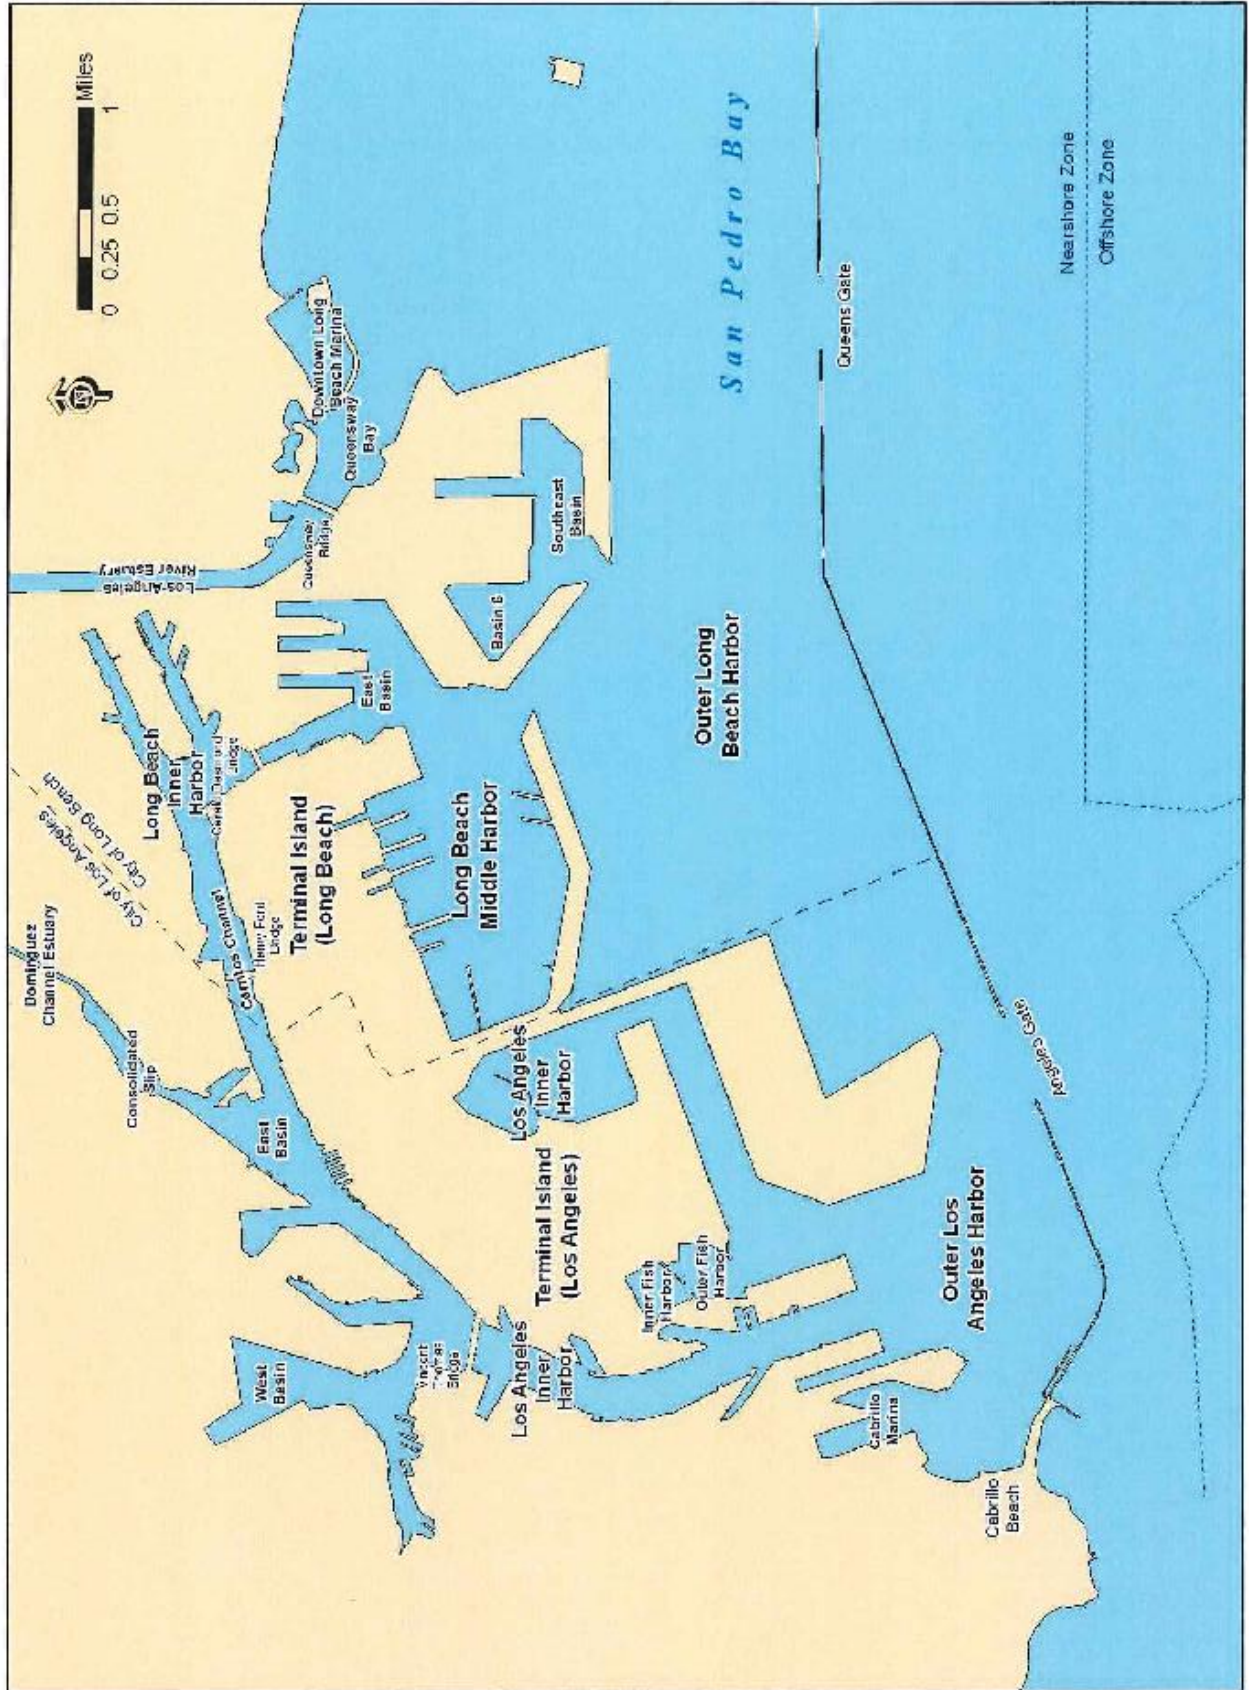 Miles
0 0.25 0.5 1
N
Dominguez
Channel Estuary
Consolidated
Slip
City of Los Angeles
City of Long Beach
Los Angeles
River Estuary
Long Beach
Inner
Harbor
Cerritos Channel
Henry Ford
East
Basin
West
Basin
Vincent
Thomas
Bridge
Terminal Island
(Long Beach)
Queensway
Bridge
Downtown Long
Beach Marina
Queensway
Bay
East
Basin
Long Beach
Middle Harbor
Basin 6
Southeast
Basin
Los Angeles
Inner
Harbor
Los Angeles
Inner
Harbor
Terminal Island
(Los Angeles)
Inner Fish
Harbor
Outer Fish
Harbor
San Pedro Bay
Outer Long
Beach Harbor
Queens Gate
Cabrillo
Marina
Outer Los
Angeles Harbor
Angeles Gate
Cabrillo
Beach
Nearshore Zone
Offshore Zone